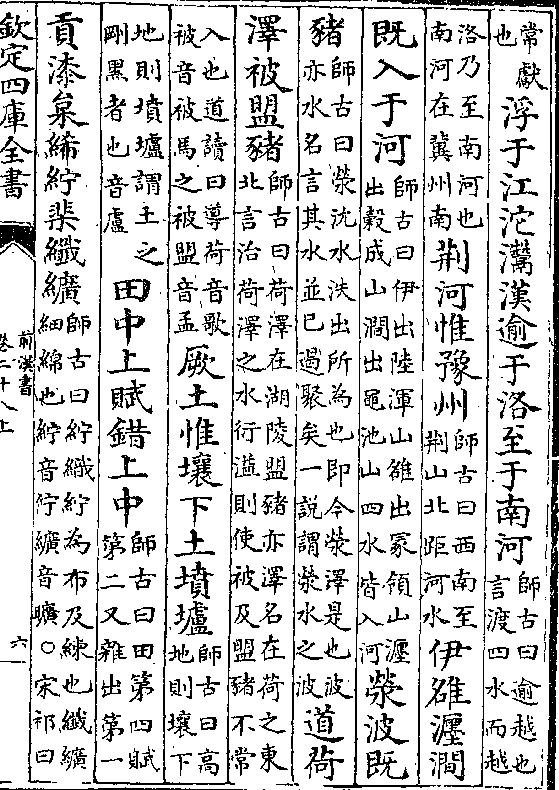 常獻也浮于江沱灊漢逾于洛至于南河師古曰逾越也言渡四水而越
洛乃至南河也南河在冀州南荆河惟豫州師古曰西南至荆山北距河水伊雒瀍澗
既入于河師古曰伊出陸渾山雒出冢領山瀍出穀成山澗出黽池山四水皆入河滎波既
豬師古曰滎沇水泆出所為也即今滎澤是也波亦水名言其水並已遏聚矣一說謂滎水之波道荷
澤被盟豬師古曰荷澤在湖陵盟豬亦澤名在荷之東北言治荷澤之水行溢則使被及盟豬不常
入也道讀曰導荷音歌被音被馬之被盟音孟厥土惟壤下土墳壚師古曰高地則壤下
地則墳壚謂土之剛黑者也音盧田中上賦錯上中師古曰田第四賦第二又雜出第一
貢漆枲絺紵棐纖纊師古曰紵織紵為布及練也纖纊細綿也紵音佇纊音曠○宋祁曰
欽定四庫全書
前漢書
卷二十八上
六